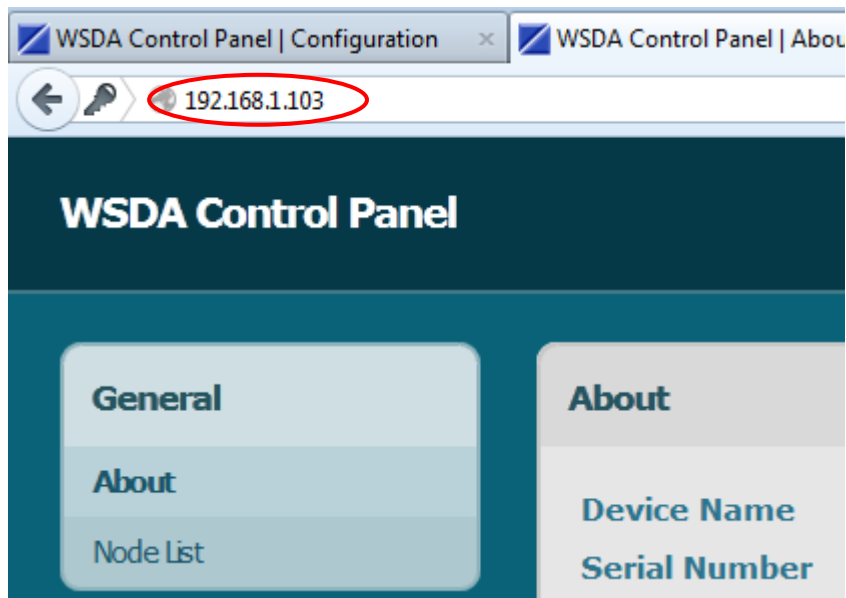 WSDA Control Panel | Configuration
WSDA Control Panel | Abou
192.168.1.103
WSDA Control Panel
General
About
Node List
About
Device Name
Serial Number